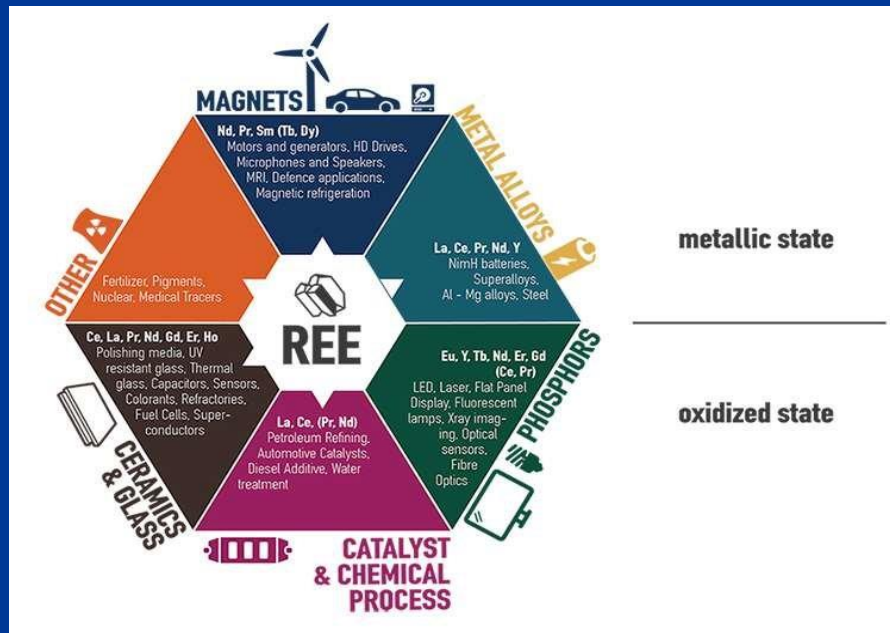 MAGNETS
Nd, Pr, Sm (Tb, Dy)
Motors and generators, HD Drives,
Microphones and Speakers,
MRI, Defence applications,
Magnetic refrigeration
METAL ALLOYS
La, Ce, Pr, Nd, Y
NimH batteries,
Superalloys,
Al - Mg alloys, Steel
metallic state
OTHER
Fertilizer, Pigments,
Nuclear, Medical Tracers
REE
Ce, La, Pr, Nd, Gd, Er, Ho
Polishing media, UV
resistant glass, Thermal
glass, Capacitors, Sensors,
Colorants, Refractories,
Fuel Cells, Super-
conductors
CERAMICS
& GLASS
Eu, Y, Tb, Nd, Er, Gd
(Ce, Pr)
LED, Laser, Flat Panel
Display, Fluorescent
lamps, Xray imag-
ing, Optical
sensors,
Fibre
Optics
PHOSPHORS
oxidized state
La, Ce, (Pr, Nd)
Petroleum Refining,
Automotive Catalysts,
Diesel Additive, Water
treatment
CATALYST
& CHEMICAL
PROCESS